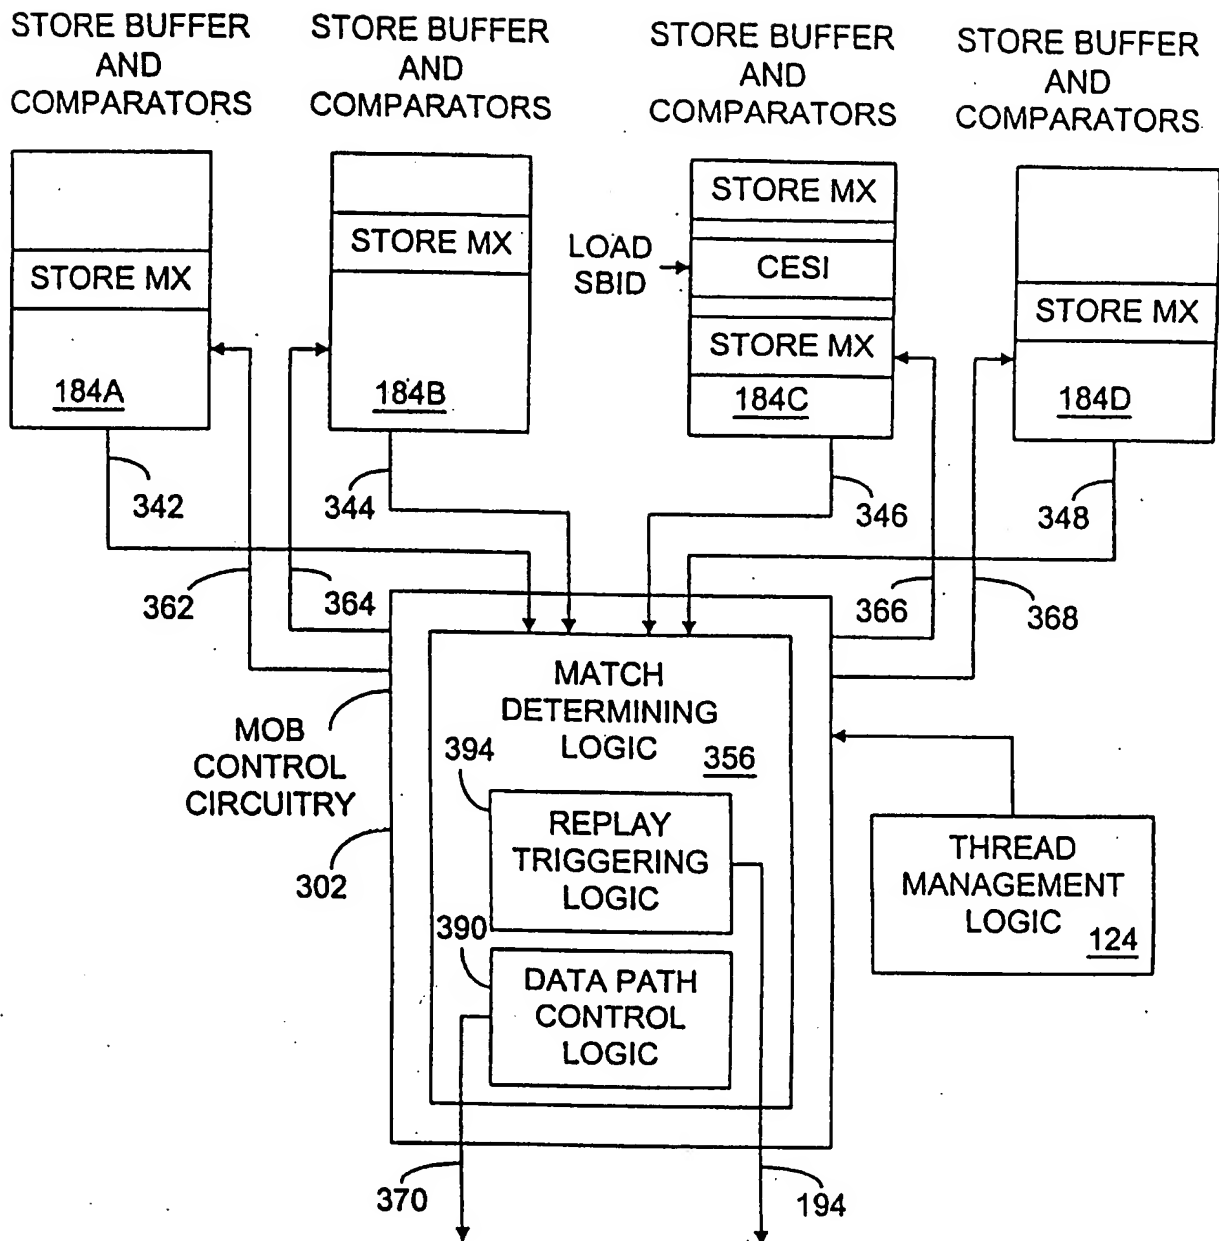 STORE BUFFER
AND
COMPARATORS
STORE BUFFER
AND
COMPARATORS
STORE BUFFER
AND
COMPARATORS
STORE BUFFER
AND
COMPARATORS
STORE MX
184A
STORE MX
184B
LOAD
SBID
STORE MX
CESI
STORE MX
184C
STORE MX
184D
342
344
346
348
362
364
366
368
MOB
CONTROL
CIRCUITRY
302
MATCH
DETERMINING
LOGIC
356
394
REPLAY
TRIGGERING
LOGIC
390
DATA PATH
CONTROL
LOGIC
THREAD
MANAGEMENT
LOGIC
124
370
194